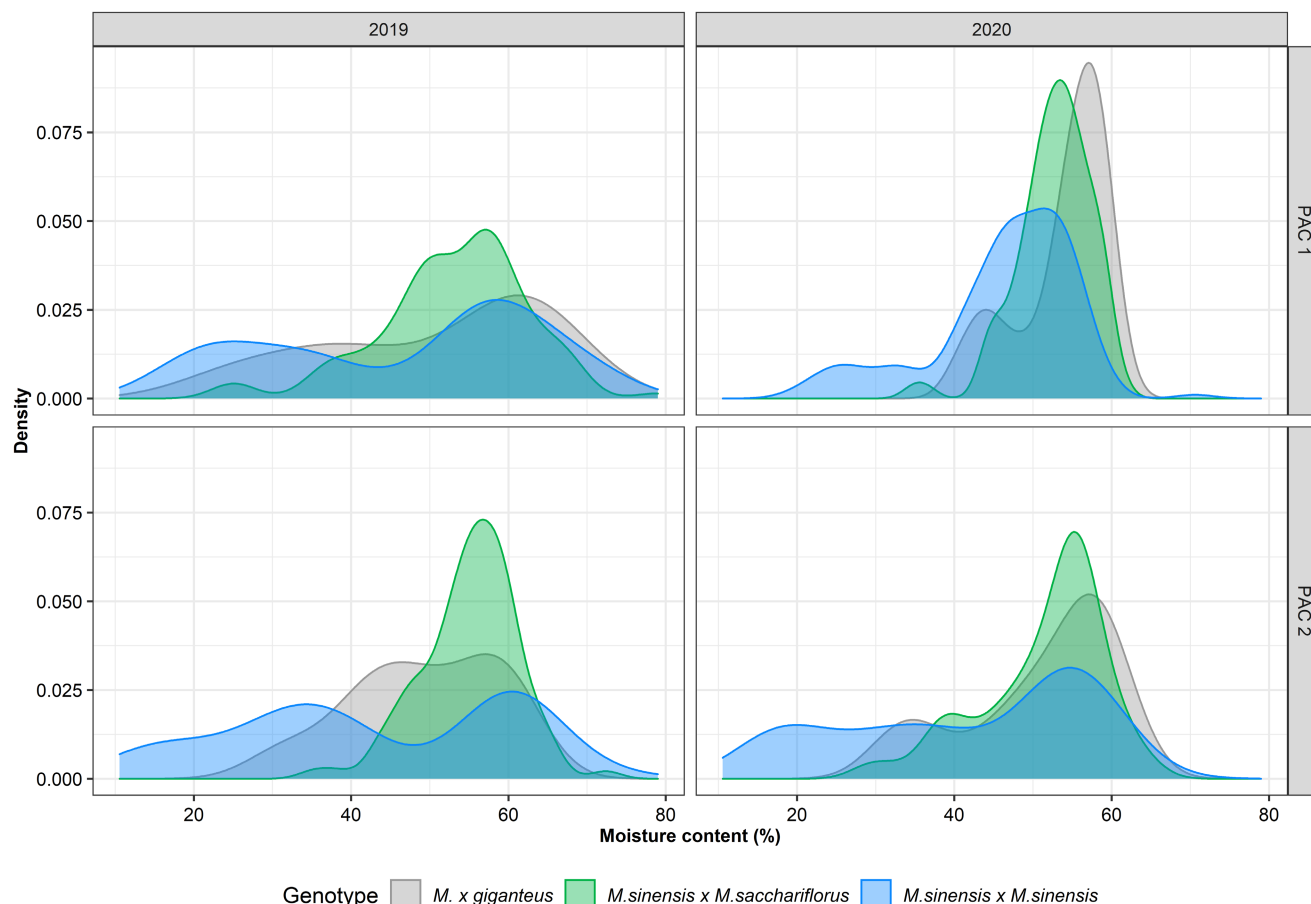 2019 2020
0.075
0.050
0.025
0.000
PAC 1
Density
0.075
0.050
0.025
0.000
PAC 2
20 40 60 80 20 40 60 80
Moisture content (%)
Genotype M. x giganteus M.sinensis x M.sacchariflorus M.sinensis x M.sinensis